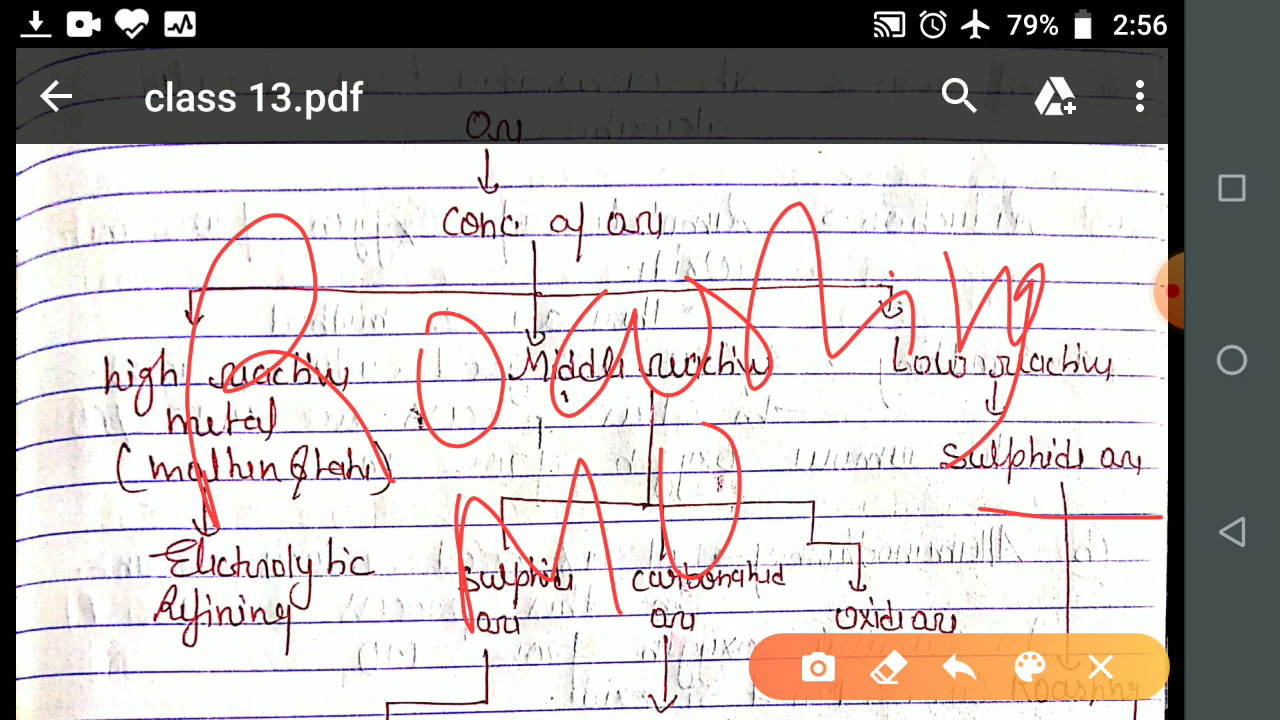 79% 2:56
class 13.pdf
Ore
Conc. of ore
high reactive Middle reactive Low reactive
metal
Sulphide ore
Electrolytic
Refining
Sulphide carbonated
ore ore Oxide ore
Roasting
Roasting
MO